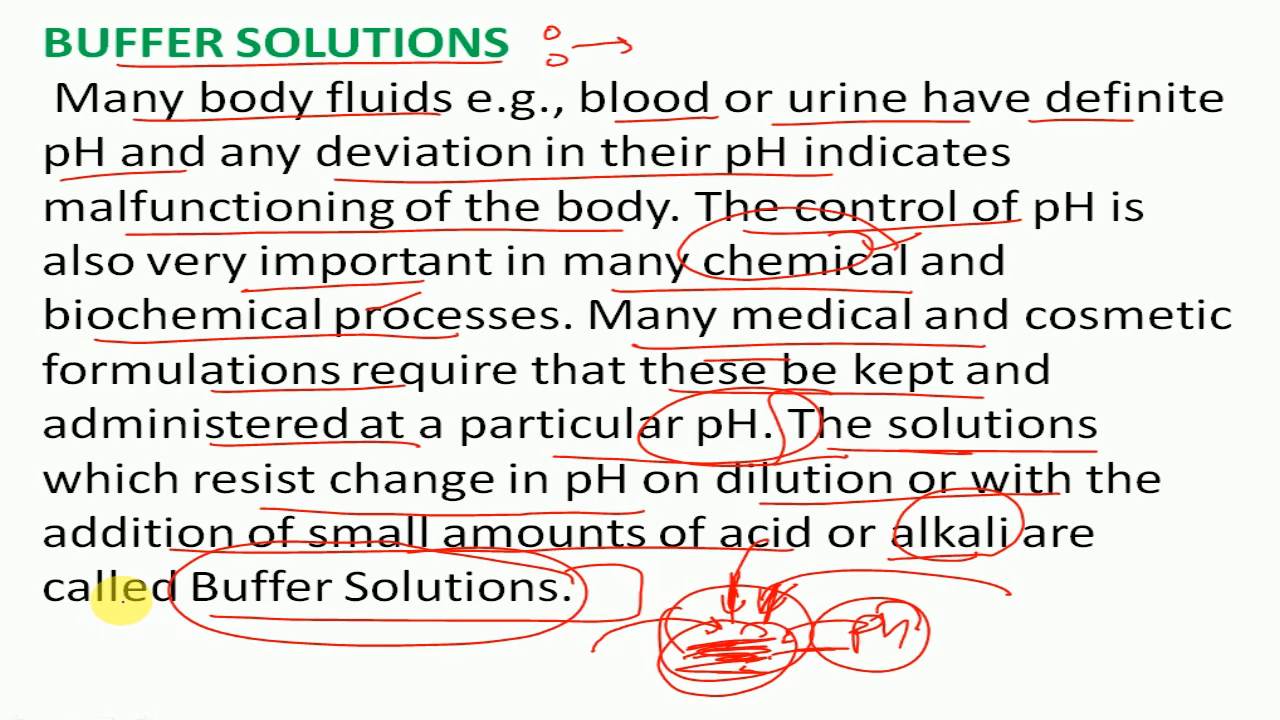 BUFFER SOLUTIONS
Many body fluids e.g., blood or urine have definite
pH and any deviation in their pH indicates
malfunctioning of the body. The control of pH is
also very important in many chemical and
biochemical processes. Many medical and cosmetic
formulations require that these be kept and
administered at a particular pH. The solutions
which resist change in pH on dilution or with the
addition of small amounts of acid or alkali are
called Buffer Solutions.
pH